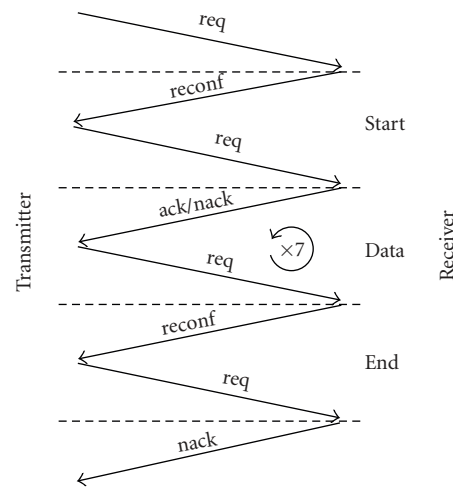 req
reconf
Start
req
ack/nack
Transmitter
×7
Data
Receiver
req
reconf
End
req
nack